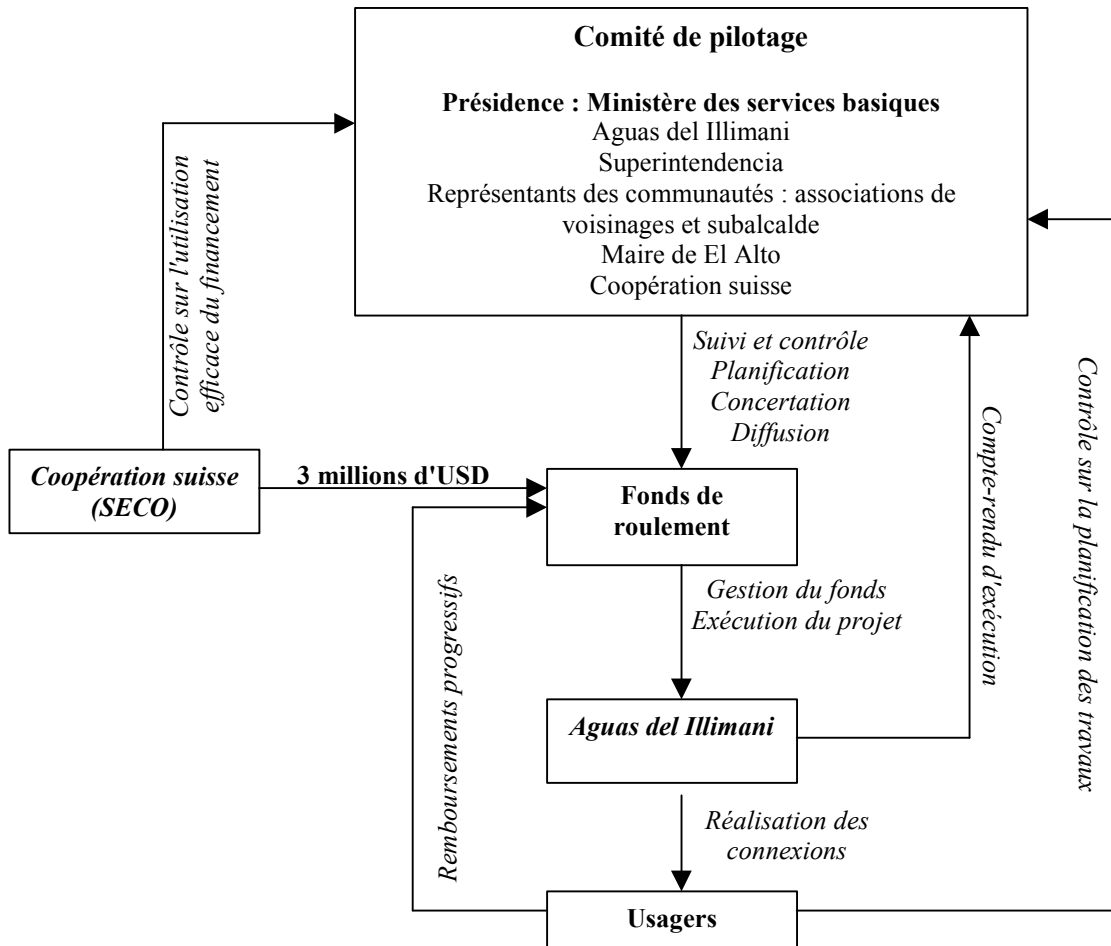 Comité de pilotage
Présidence : Ministère des services basiques
Aguas del Illimani
Superintendencia
Représentants des communautés : associations de
voisinages et subalcalde
Maire de El Alto
Coopération suisse
Contrôle sur l'utilisation
efficace du financement
Suivi et contrôle
Planification
Concertation
Diffusion
Compte-rendu d'exécution
Contrôle sur la planification des travaux
Coopération suisse
(SECO)
3 millions d'USD
Fonds de
roulement
Remboursements progressifs
Gestion du fonds
Exécution du projet
Aguas del Illimani
Réalisation des
connexions
Usagers